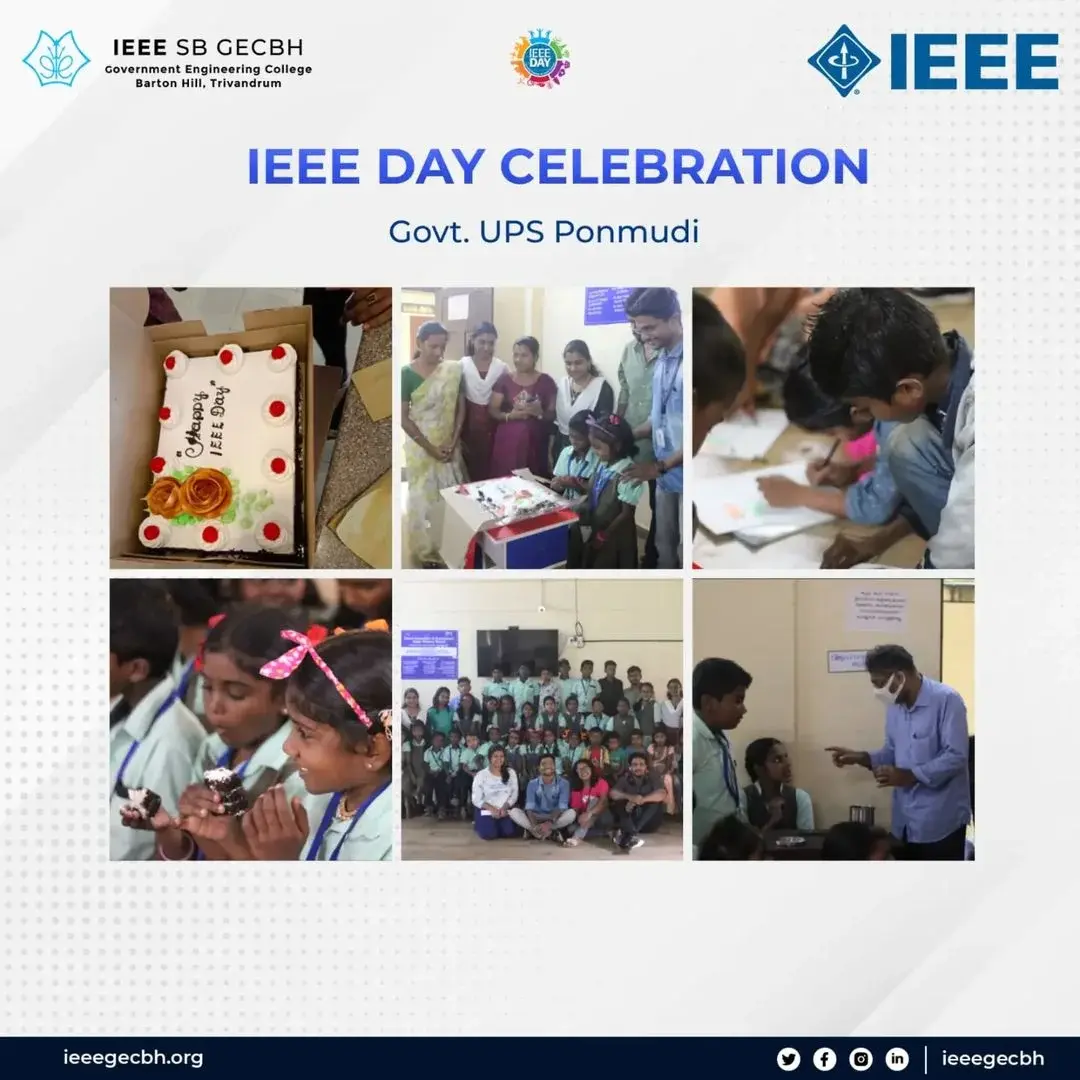 IEEE SB GECBH
Government Engineering College
Barton Hill, Trivandrum
IEEE
DAY
IEEE
IEEE DAY CELEBRATION
Govt. UPS Ponmudi
"Happy
IEEE Day"
ieeegecbh.org
ieeegecbh